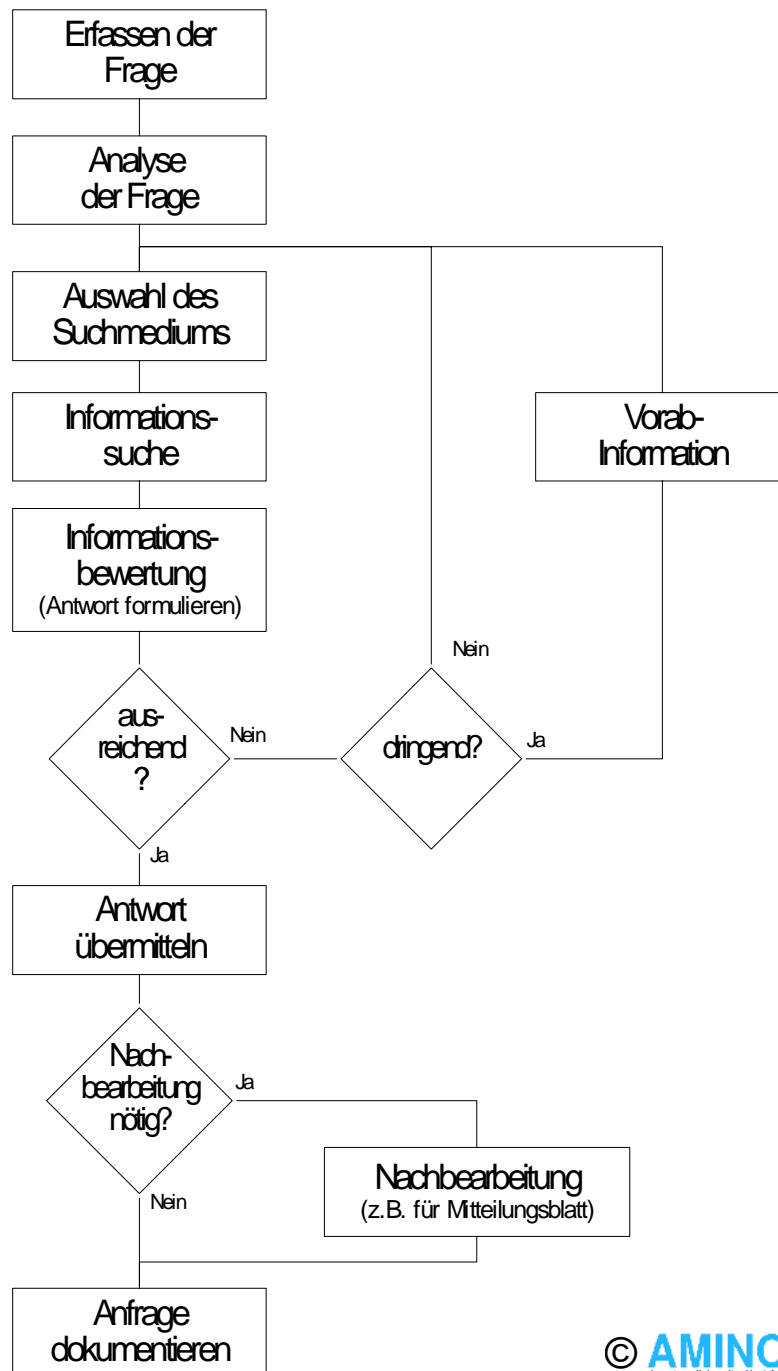 Erfassen der
Frage
Analyse
der Frage
Auswahl des
Suchmediums
Informations-
suche
Vorab-
Information
Informations-
bewertung
(Antwort formulieren)
Nein
aus-
reichend
?
Nein
dringend?
Ja
Ja
Antwort
übermitteln
Nach-
bearbeitung
nötig?
Ja
Nachbearbeitung
(z.B. für Mitteilungsblatt)
Nein
Anfrage
dokumentieren
© AMINO